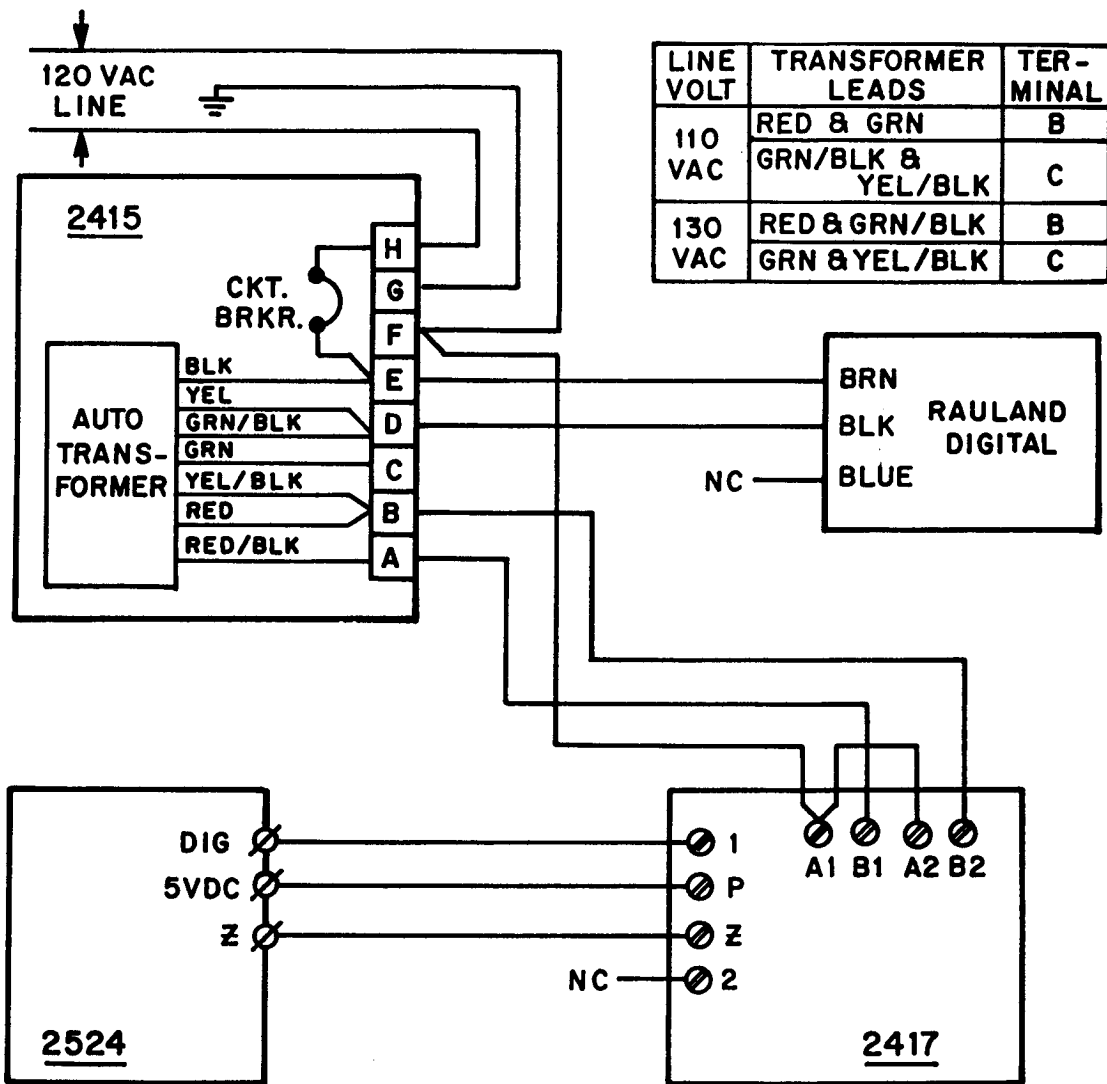 120 VAC
LINE
LINE
VOLT
TRANSFORMER
LEADS
TER-
MINAL
110
VAC
RED & GRN
B
GRN/BLK &
YEL/BLK
C
130
VAC
RED & GRN/BLK
B
GRN & YEL/BLK
C
2415
CKT.
BRKR.
H
G
F
E
D
C
B
A
AUTO
TRANS-
FORMER
BLK
YEL
GRN/BLK
GRN
YEL/BLK
RED
RED/BLK
BRN
BLK
BLUE
RAULAND
DIGITAL
NC
DIG
5VDC
Ƶ
2524
1
P
Ƶ
2
NC
A1 B1 A2 B2
2417